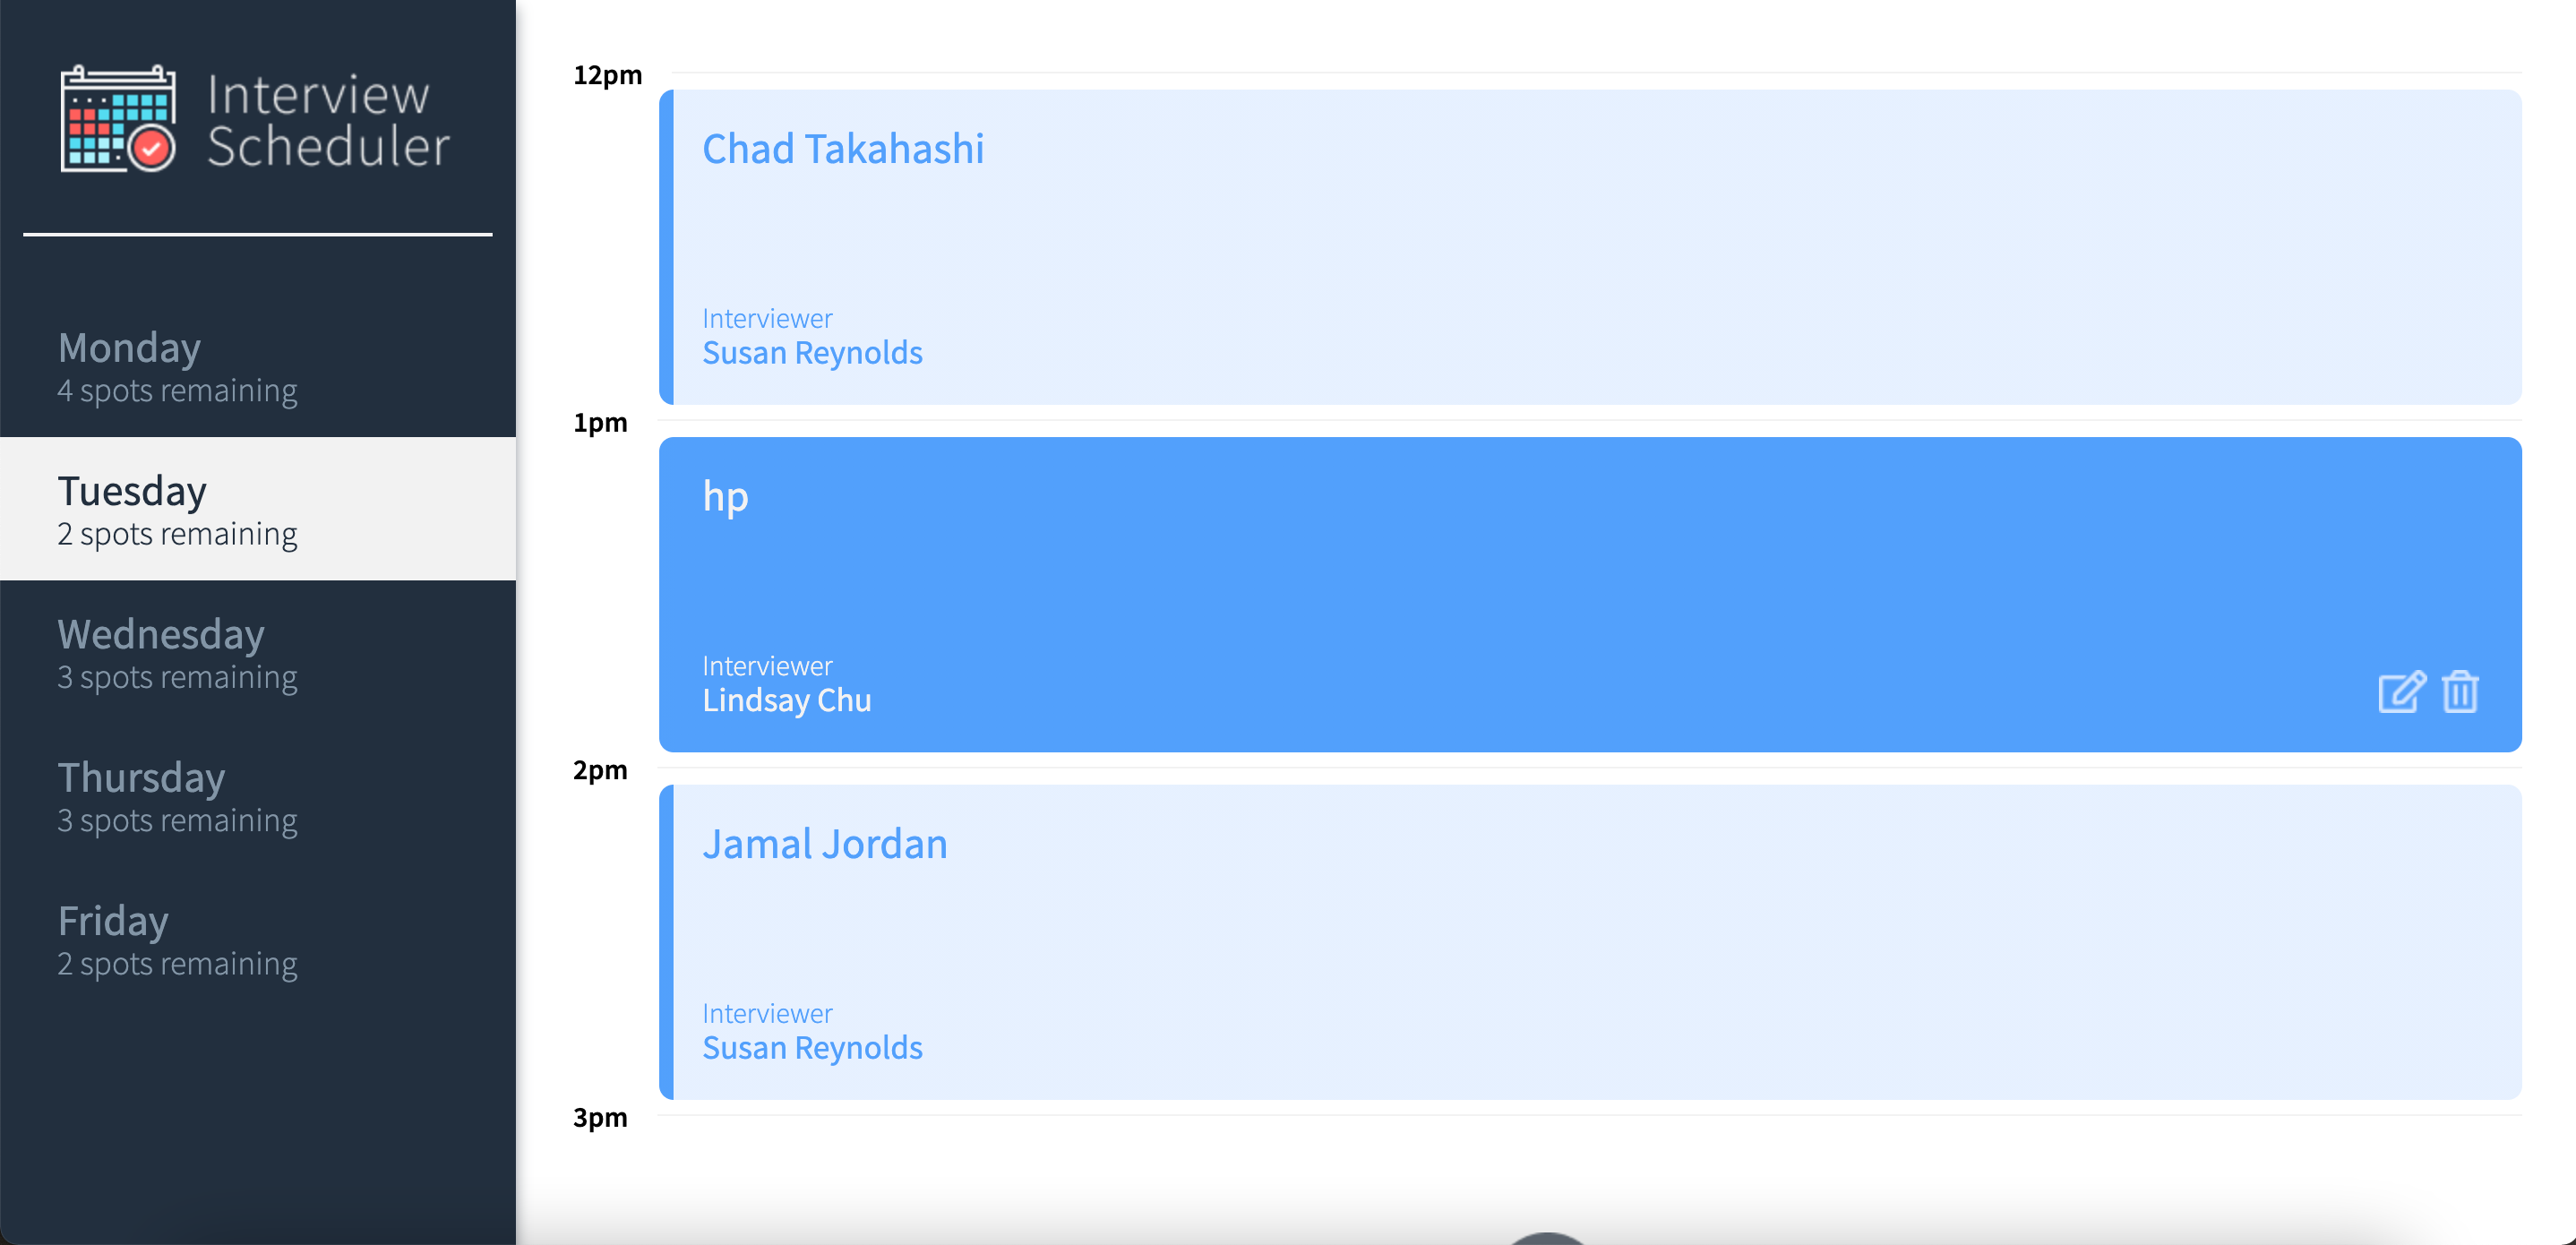 Interview
Scheduler
Monday
4 spots remaining
Tuesday
2 spots remaining
Wednesday
3 spots remaining
Thursday
3 spots remaining
Friday
2 spots remaining
12pm
Chad Takahashi
Interviewer
Susan Reynolds
1pm
hp
Interviewer
Lindsay Chu
2pm
Jamal Jordan
Interviewer
Susan Reynolds
3pm